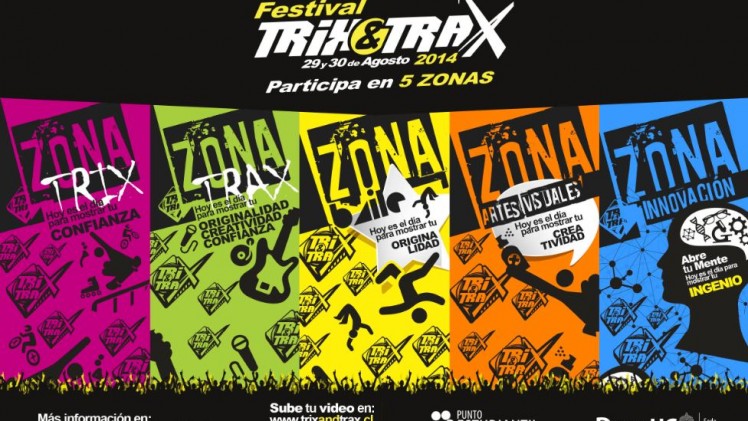 Festival
TRiX&TRAX
29 y 30 de Agosto 2014
Participa en 5 ZONAS
ZONA
TRIX
Hoy es el día
para mostrar tu
CONFIANZA
ZONA
TRAX
Hoy es el día
para mostrar tu
ORIGINALIDAD
CREATIVIDAD
CONFIANZA
ZONA
Hoy es el día
para mostrar tu
ORIGINA
LIDAD
ZONA
ARTES VISUALES
Hoy es el día
para mostrar tu
CREA
TIVIDAD
ZONA
INNOVACIÓN
Abre
tu Mente
Hoy es el día para
mostrar tu
INGENIO
Más información en:
Sube tu video en:
www.trixandtrax.cl
PUNTO